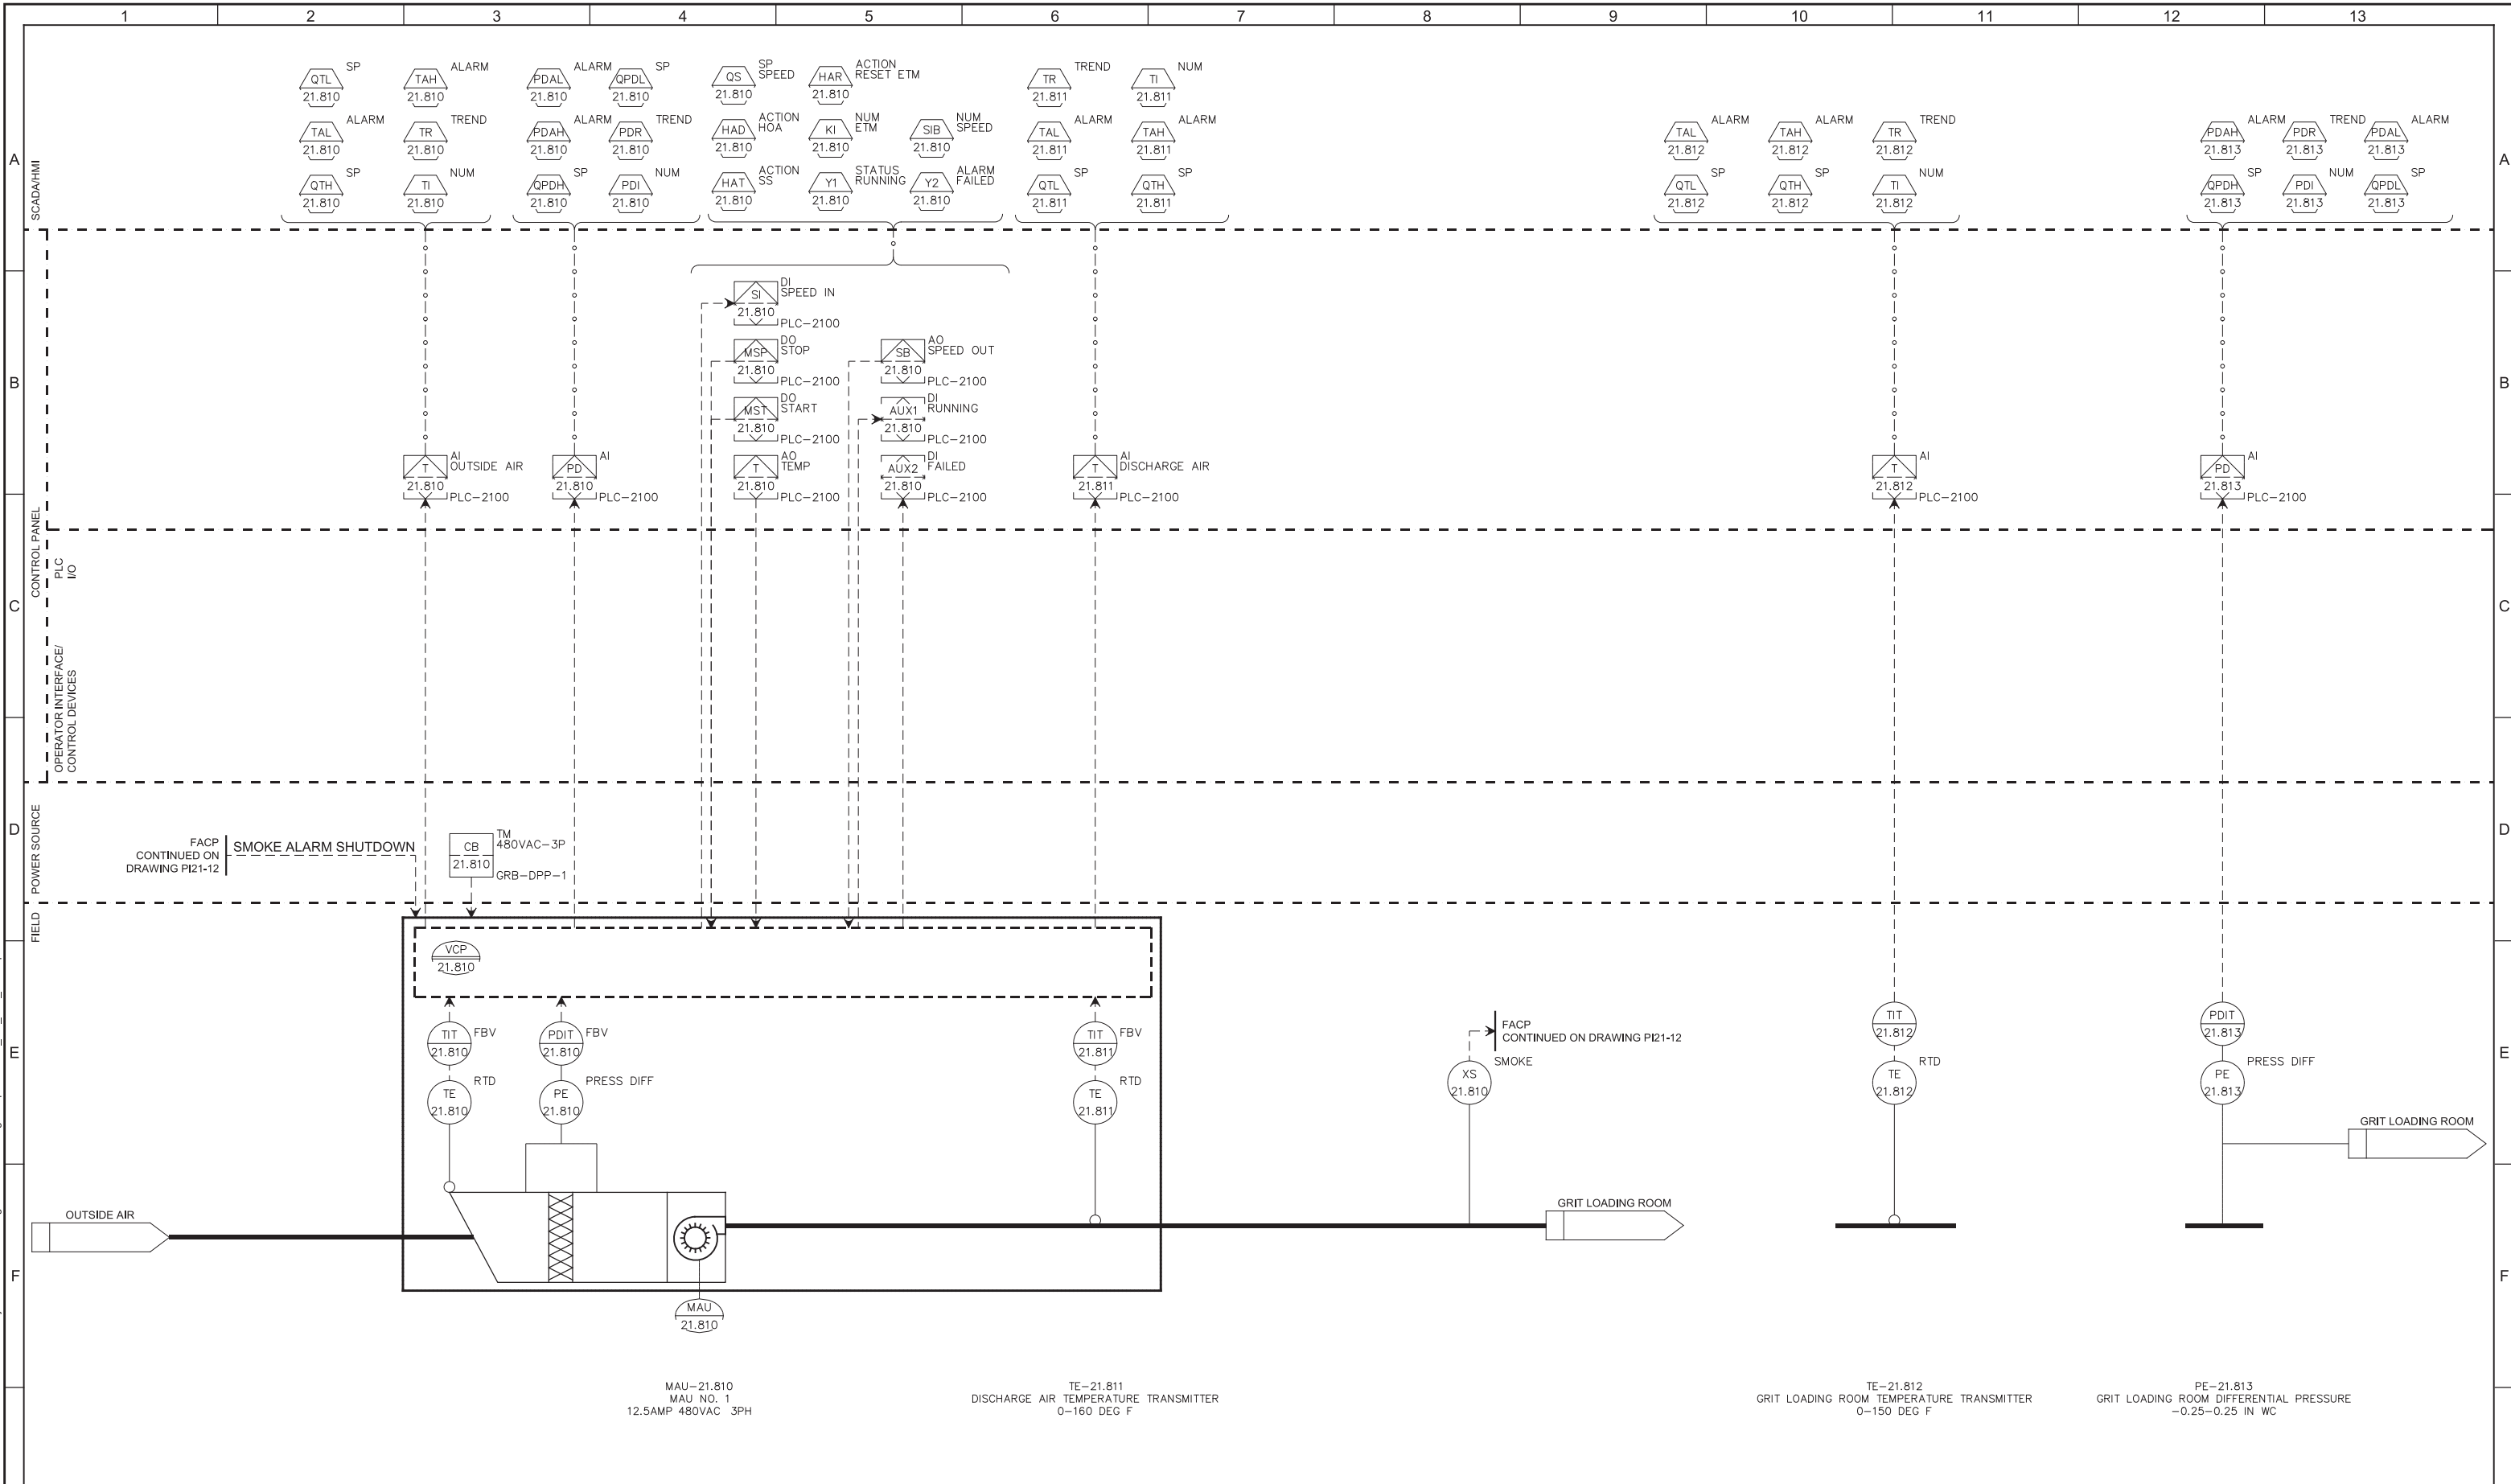 1 2 3 4 5 6 7 8 9 10 11 12 13
A
B
C
D
E
F
A
B
C
D
E
F
SCADA/HMI
CONTROL PANEL
PLC
I/O
OPERATOR INTERFACE/
CONTROL DEVICES
POWER SOURCE
FIELD
QTL
21.810
SP
TAH
21.810
ALARM
TAL
21.810
ALARM
TR
21.810
TREND
QTH
21.810
SP
TI
21.810
NUM
PDAL
21.810
ALARM
QPDL
21.810
SP
PDAH
21.810
ALARM
PDR
21.810
TREND
QPDH
21.810
SP
PDI
21.810
NUM
QS
21.810
SP
SPEED
HAR
21.810
ACTION
RESET ETM
HAD
21.810
ACTION
HOA
KI
21.810
NUM
ETM
SIB
21.810
NUM
SPEED
HAT
21.810
ACTION
SS
Y1
21.810
STATUS
RUNNING
Y2
21.810
ALARM
FAILED
TR
21.811
TREND
TI
21.811
NUM
TAL
21.811
ALARM
TAH
21.811
ALARM
QTL
21.811
SP
QTH
21.811
SP
TAL
21.812
ALARM
TAH
21.812
ALARM
TR
21.812
TREND
QTL
21.812
SP
QTH
21.812
SP
TI
21.812
NUM
PDAH
21.813
ALARM
PDR
21.813
TREND
PDAL
21.813
ALARM
QPDH
21.813
SP
PDI
21.813
NUM
QPDL
21.813
SP
SI
21.810
DI
SPEED IN
PLC-2100
MSP
21.810
DO
STOP
PLC-2100
SB
21.810
AO
SPEED OUT
PLC-2100
MST
21.810
DO
START
PLC-2100
AUX1
21.810
DI
RUNNING
PLC-2100
T
21.810
AI
OUTSIDE AIR
PLC-2100
PD
21.810
AI
PLC-2100
T
21.810
AO
TEMP
PLC-2100
AUX2
21.810
DI
FAILED
PLC-2100
T
21.811
AI
DISCHARGE AIR
PLC-2100
T
21.812
AI
PLC-2100
PD
21.813
AI
PLC-2100
FACP
CONTINUED ON
DRAWING PI21-12
SMOKE ALARM SHUTDOWN
CB
21.810
TM
480VAC-3P
GRB-DPP-1
VCP
21.810
TIT
21.810
FBV
PDIT
21.810
FBV
TIT
21.811
FBV
TE
21.810
RTD
PE
21.810
PRESS DIFF
TE
21.811
RTD
FACP
CONTINUED ON DRAWING PI21-12
XS
21.810
SMOKE
TIT
21.812
TE
21.812
RTD
PDIT
21.813
PE
21.813
PRESS DIFF
GRIT LOADING ROOM
OUTSIDE AIR
GRIT LOADING ROOM
MAU
21.810
MAU-21.810
MAU NO. 1
12.5AMP 480VAC 3PH
TE-21.811
DISCHARGE AIR TEMPERATURE TRANSMITTER
0-160 DEG F
TE-21.812
GRIT LOADING ROOM TEMPERATURE TRANSMITTER
0-150 DEG F
PE-21.813
GRIT LOADING ROOM DIFFERENTIAL PRESSURE
-0.25-0.25 IN WC